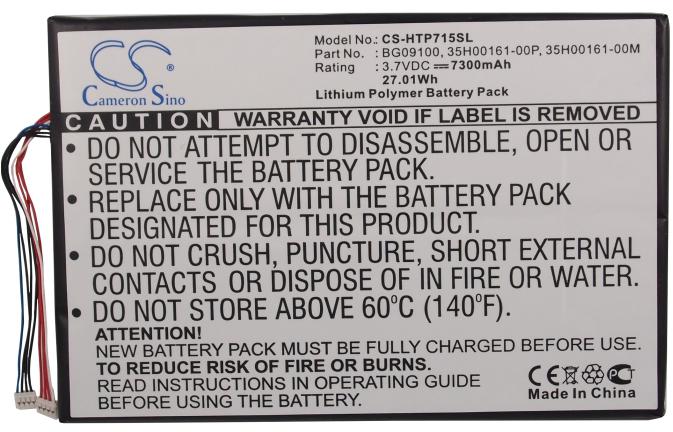 CS
Cameron Sino
Model No.: CS-HTP715SL
Part No. : BG09100, 35H00161-00P, 35H00161-00M
Rating : 3.7VDC 7300mAh
27.01Wh
Lithium Polymer Battery Pack
CAUTION WARRANTY VOID IF LABEL IS REMOVED
• DO NOT ATTEMPT TO DISASSEMBLE, OPEN OR
SERVICE THE BATTERY PACK.
• REPLACE ONLY WITH THE BATTERY PACK
DESIGNATED FOR THIS PRODUCT.
• DO NOT CRUSH, PUNCTURE, SHORT EXTERNAL
CONTACTS OR DISPOSE OF IN FIRE OR WATER.
• DO NOT STORE ABOVE 60°C (140°F).
ATTENTION!
NEW BATTERY PACK MUST BE FULLY CHARGED BEFORE USE.
TO REDUCE RISK OF FIRE OR BURNS.
READ INSTRUCTIONS IN OPERATING GUIDE
BEFORE CHARGING BATTERY PACK.
CE PCT
Made In China